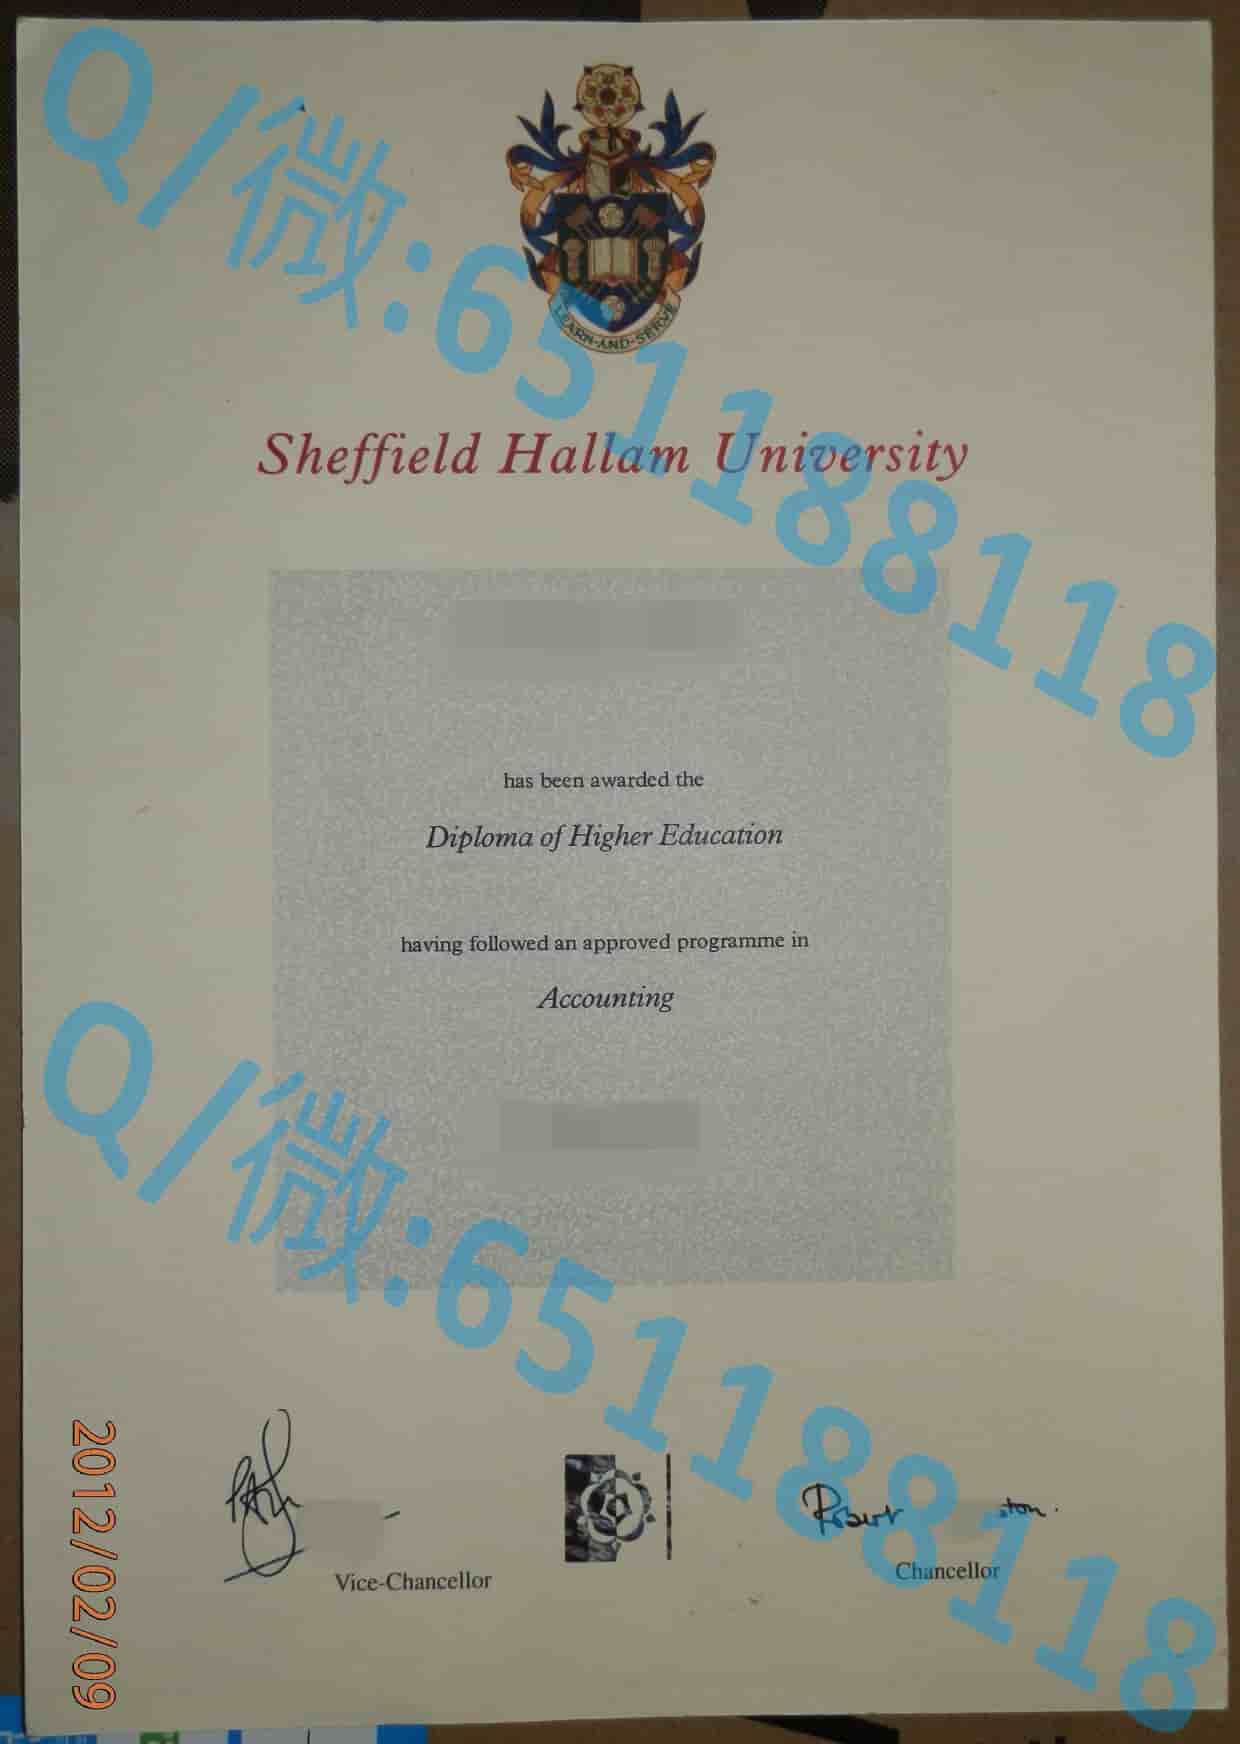 LEARN-AND-SERVE
Q/微:651188118
Sheffield Hallam University
has been awarded the
Diploma of Higher Education
having followed an approved programme in
Accounting
Q/微:651188118
Robert
Vice-Chancellor
Chancellor
2012/02/09